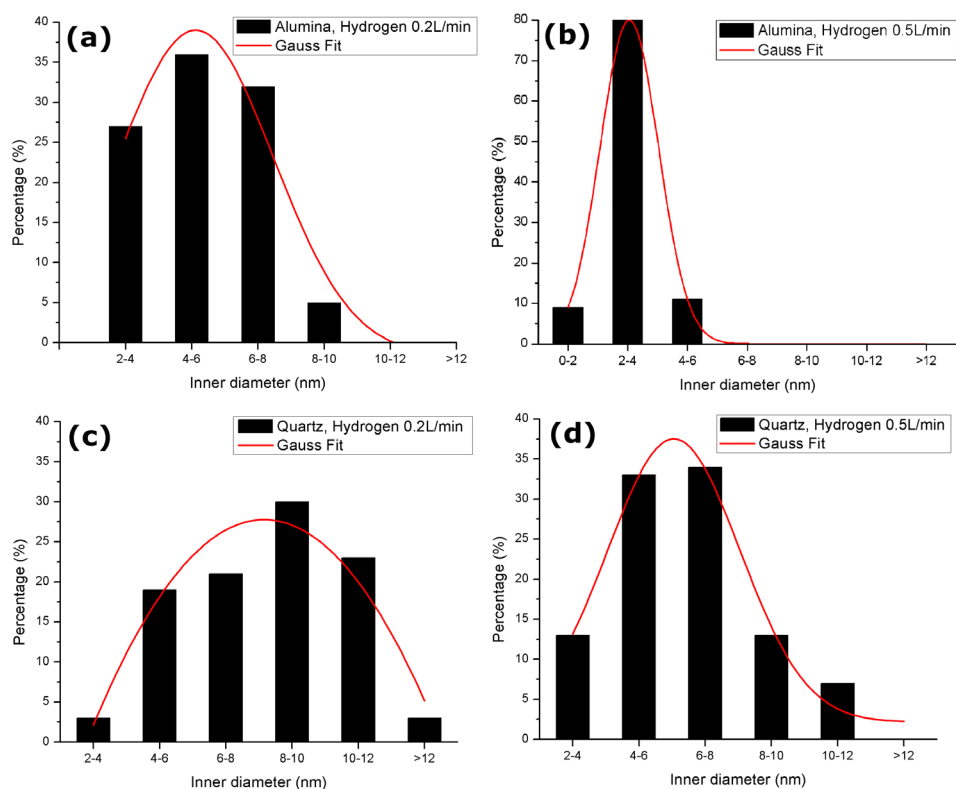 (a)
Alumina, Hydrogen 0.2L/min
Gauss Fit
Percentage (%)
40
35
30
25
20
15
10
5
0
2-4 4-6 6-8 8-10 10-12 >12
Inner diameter (nm)
(b)
Alumina, Hydrogen 0.5L/min
Gauss Fit
Percentage (%)
80
70
60
50
40
30
20
10
0
0-2 2-4 4-6 6-8 8-10 10-12 >12
Inner diameter (nm)
(c)
Quartz, Hydrogen 0.2L/min
Gauss Fit
Percentage (%)
40
35
30
25
20
15
10
5
0
2-4 4-6 6-8 8-10 10-12 >12
Inner diameter (nm)
(d)
Quartz, Hydrogen 0.5L/min
Gauss Fit
Percentage (%)
40
35
30
25
20
15
10
5
0
2-4 4-6 6-8 8-10 10-12 >12
Inner diameter (nm)